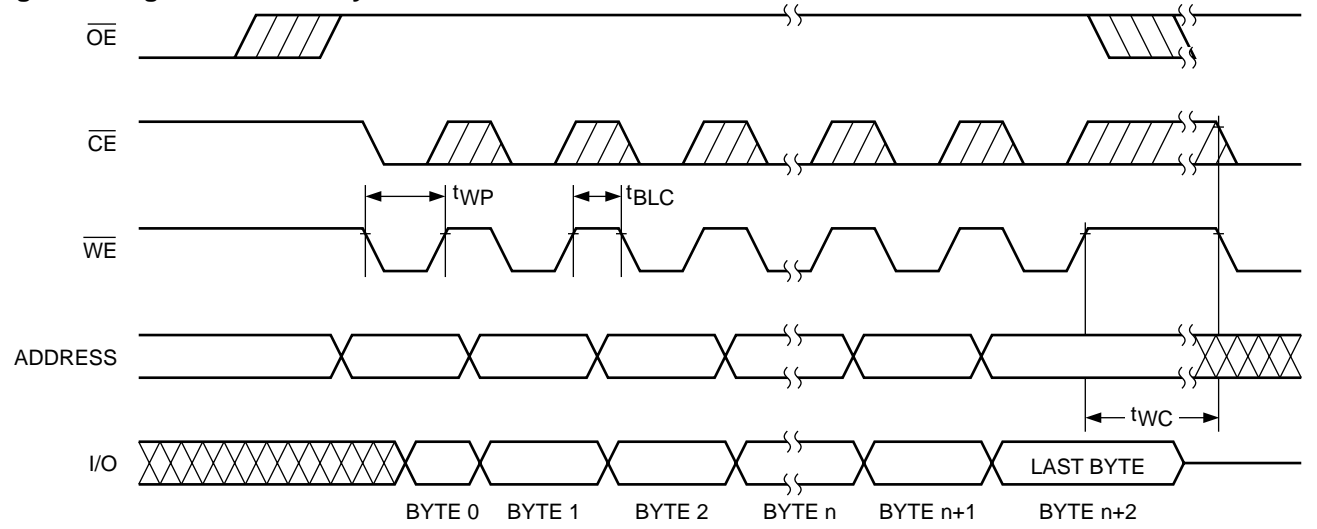 OE
CE
tWP
tBLC
WE
ADDRESS
tWC
I/O
LAST BYTE
BYTE 0 BYTE 1 BYTE 2 BYTE n BYTE n+1 BYTE n+2